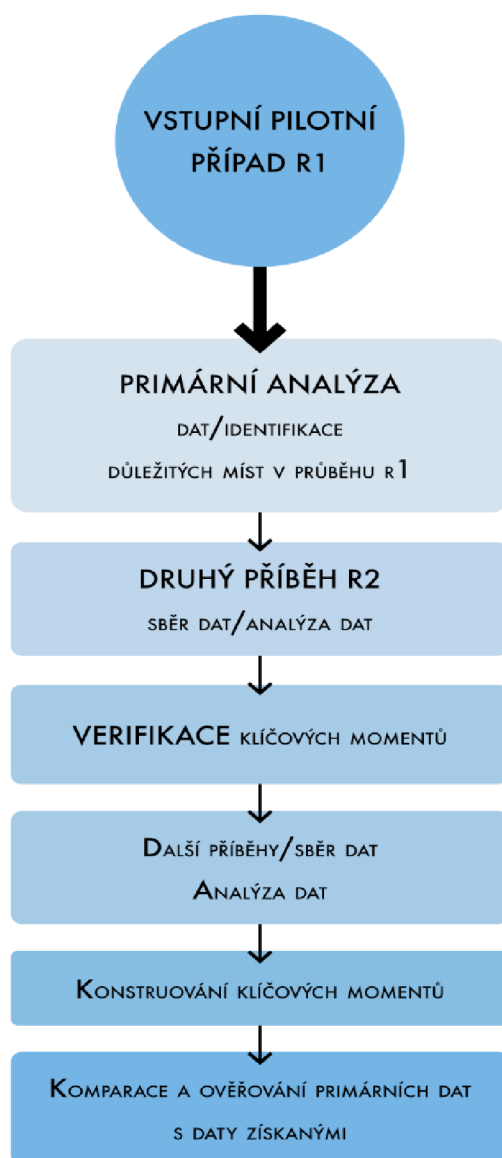 VSTUPNÍ PILOTNÍ
PŘÍPAD R1
PRIMÁRNÍ ANALÝZA
DAT/IDENTIFIKACE
DŮLEŽITÝCH MÍST V PRŮBĚHU R1
DRUHÝ PŘÍBĚH R2
SBĚR DAT/ANALÝZA DAT
VERIFIKACE KLÍČOVÝCH MOMENTŮ
DALŠÍ PŘÍBĚHY/SBĚR DAT
ANALÝZA DAT
KONSTRUOVÁNÍ KLÍČOVÝCH MOMENTŮ
KOMPARACE A OVĚŘOVÁNÍ PRIMÁRNÍCH DAT
S DATY ZÍSKANÝMI